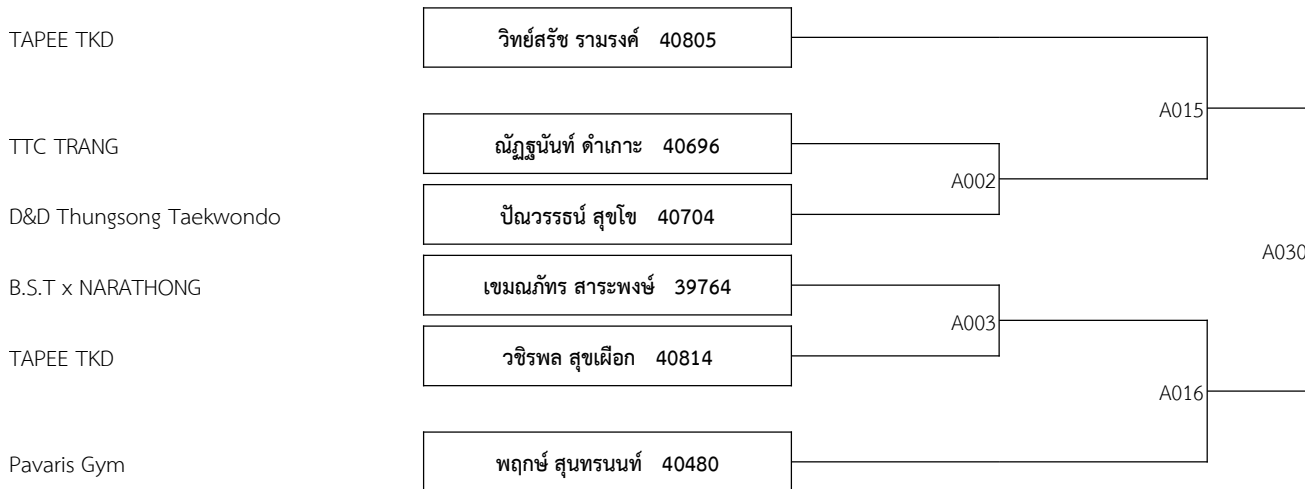 TAPEE TKD วิทย์สรัช รามรงค์ 40805
A015
TTC TRANG ณัฏฐนันท์ ดำเกาะ 40696
A002
D&D Thungsong Taekwondo ปัณวรรธน์ สุขโข 40704
A030
B.S.T x NARATHONG เขมณภัทร สาระพงษ์ 39764
A003
TAPEE TKD วชิรพล สุขเผือก 40814
A016
Pavaris Gym พฤกษ์ สุนทรนนท์ 40480